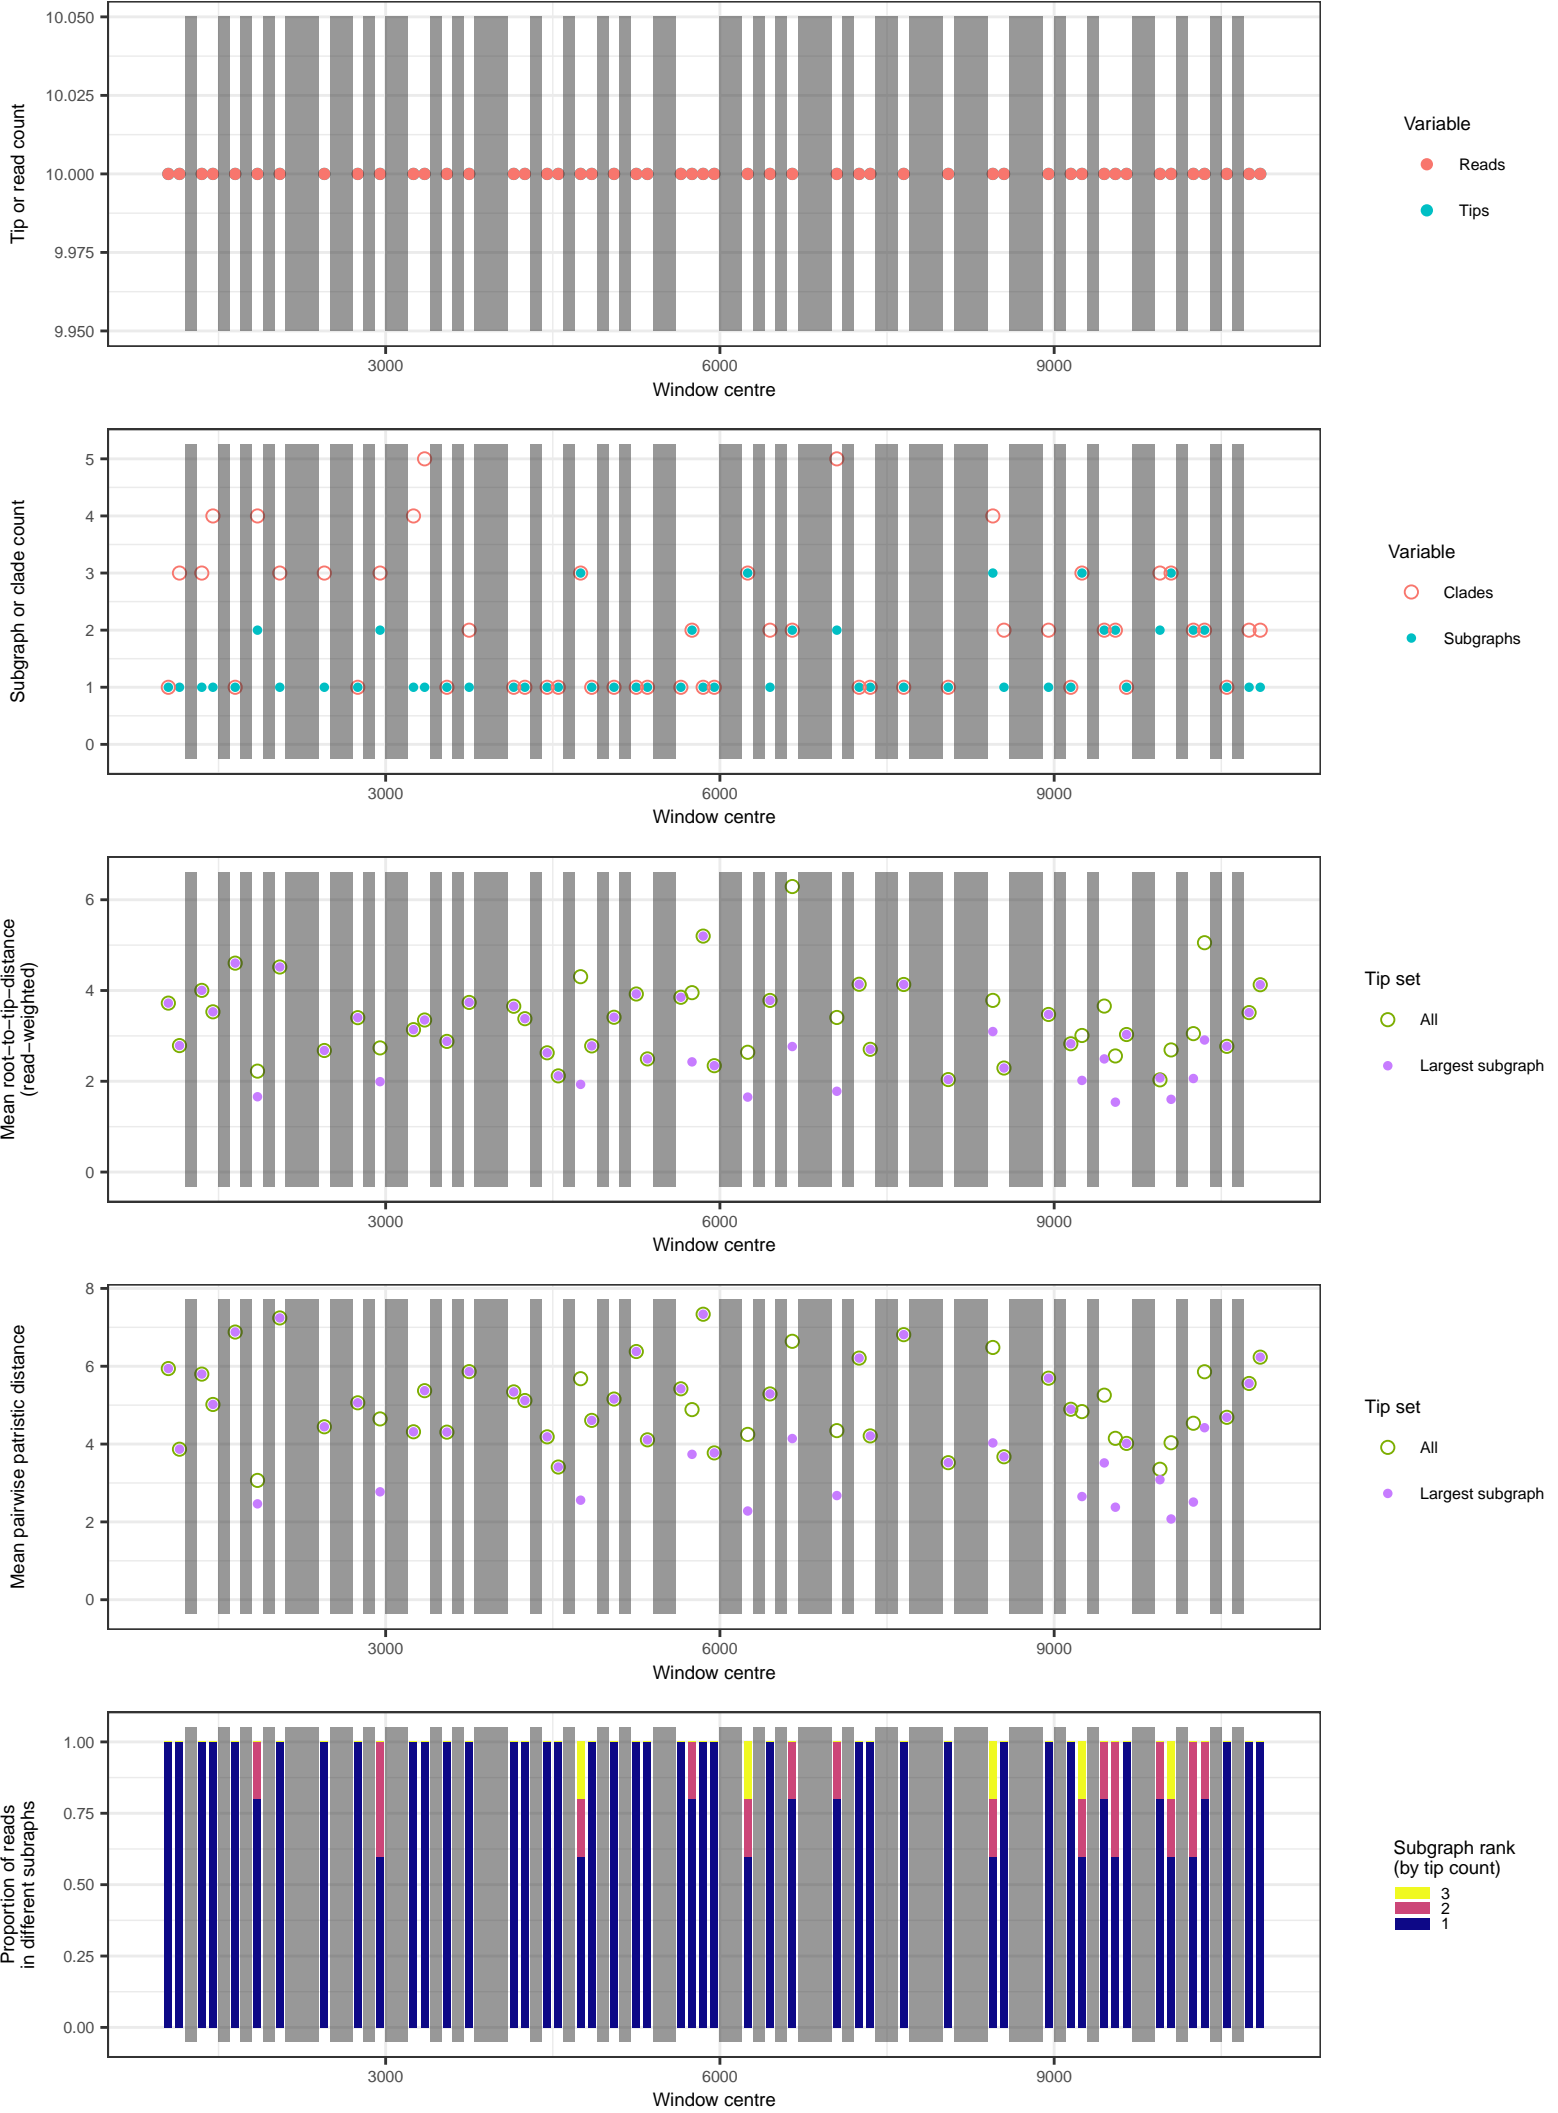 10.050
10.025
10.000
9.975
9.950
Tip or read count
3000 6000 9000
Window centre
Variable
Reads
Tips
5
4
3
2
1
0
Subgraph or clade count
3000 6000 9000
Window centre
Variable
Clades
Subgraphs
6
4
2
0
Mean root−to−tip−distance
(read−weighted)
3000 6000 9000
Window centre
Tip set
All
Largest subgraph
8
6
4
2
0
Mean pairwise patristic distance
3000 6000 9000
Window centre
Tip set
All
Largest subgraph
1.00
0.75
0.50
0.25
0.00
Proportion of reads
in different subraphs
3000 6000 9000
Window centre
Subgraph rank
(by tip count)
3
2
1